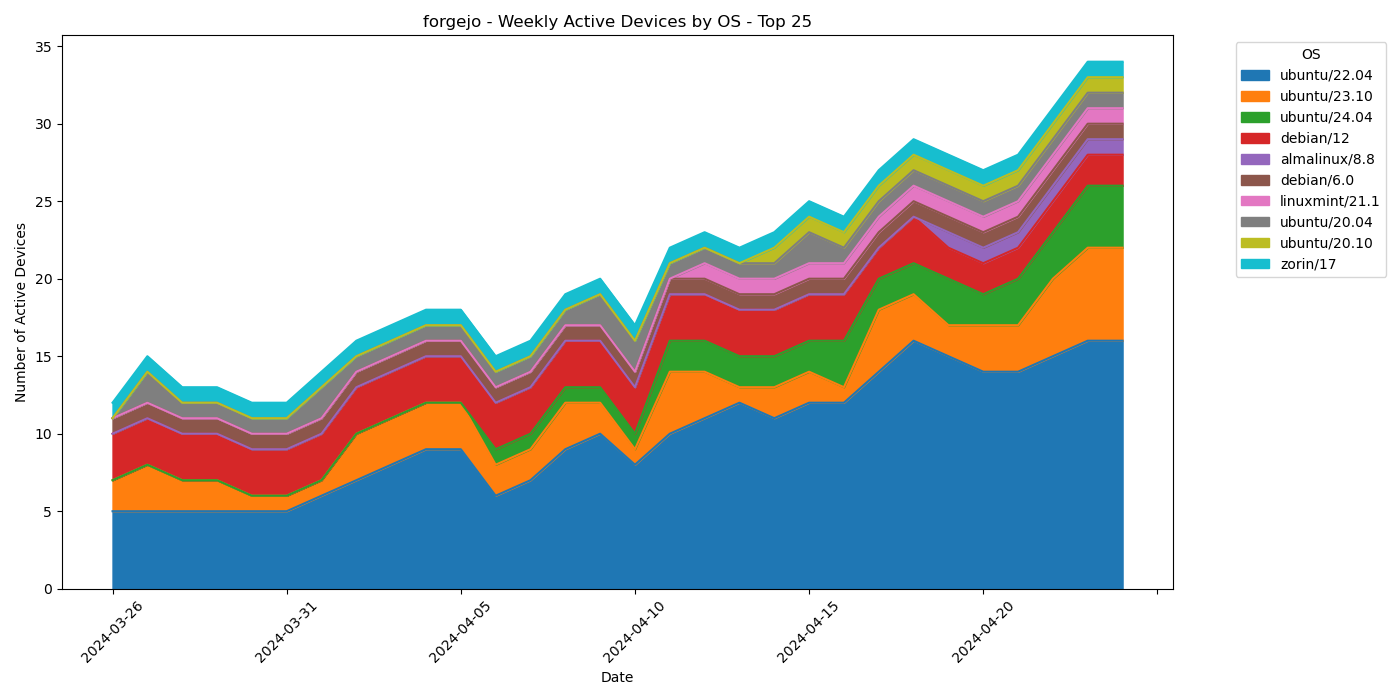 forgejo - Weekly Active Devices by OS - Top 25
Number of Active Devices
35
30
25
20
15
10
5
0
2024-03-26
2024-03-31
2024-04-05
2024-04-10
2024-04-15
2024-04-20
Date
OS
ubuntu/22.04
ubuntu/23.10
ubuntu/24.04
debian/12
almalinux/8.8
debian/6.0
linuxmint/21.1
ubuntu/20.04
ubuntu/20.10
zorin/17